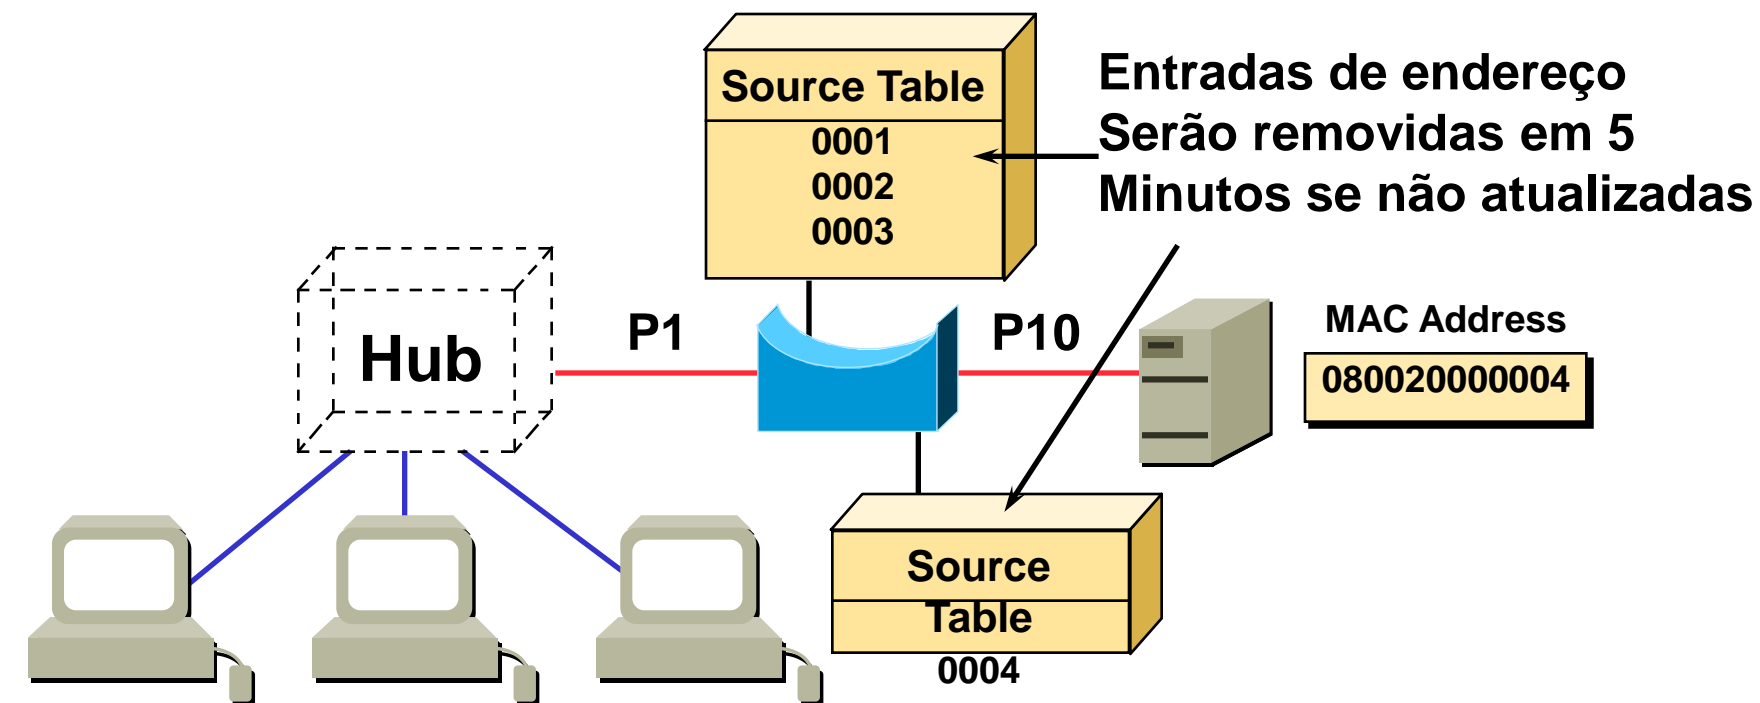 Source Table
0001
0002
0003
Entradas de endereço
Serão removidas em 5
Minutos se não atualizadas
Hub
P1
P10
MAC Address
080020000004
Source
Table
0004